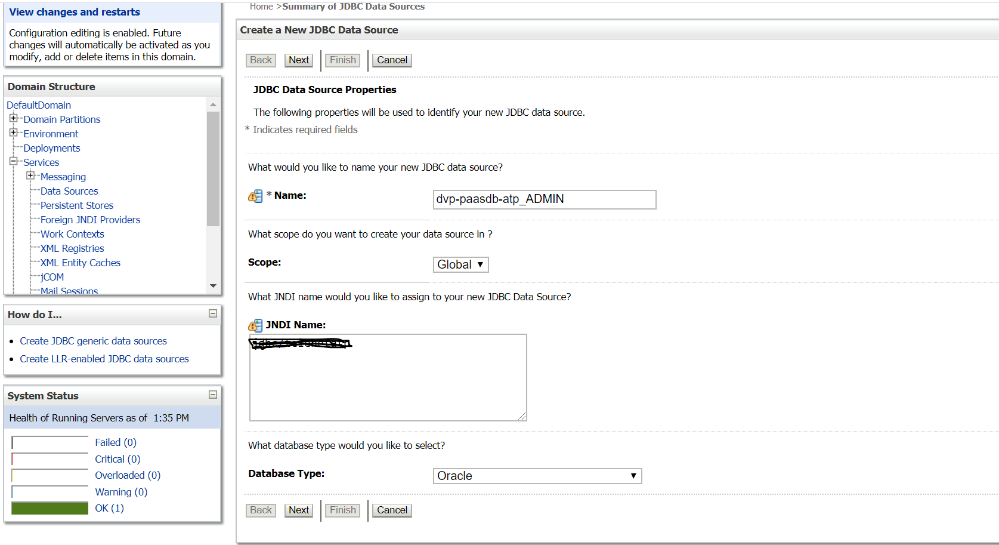 View changes and restarts
Configuration editing is enabled. Future
changes will automatically be activated as you
modify, add or delete items in this domain.
Domain Structure
DefaultDomain
Domain Partitions
Environment
Deployments
Services
Messaging
Data Sources
Persistent Stores
Foreign JNDI Providers
Work Contexts
XML Registries
XML Entity Caches
jCOM
Mail Sessions
How do I...
Create JDBC generic data sources
Create LLR-enabled JDBC data sources
System Status
Health of Running Servers as of 1:35 PM
Failed (0)
Critical (0)
Overloaded (0)
Warning (0)
OK (1)
Home >Summary of JDBC Data Sources
Create a New JDBC Data Source
Back Next Finish Cancel
JDBC Data Source Properties
The following properties will be used to identify your new JDBC data source.
* Indicates required fields
What would you like to name your new JDBC data source?
* Name: dvp-paasdb-atp_ADMIN
What scope do you want to create your data source in ?
Scope: Global
What JNDI name would you like to assign to your new JDBC Data Source?
JNDI Name:
What database type would you like to select?
Database Type: Oracle
Back Next Finish Cancel